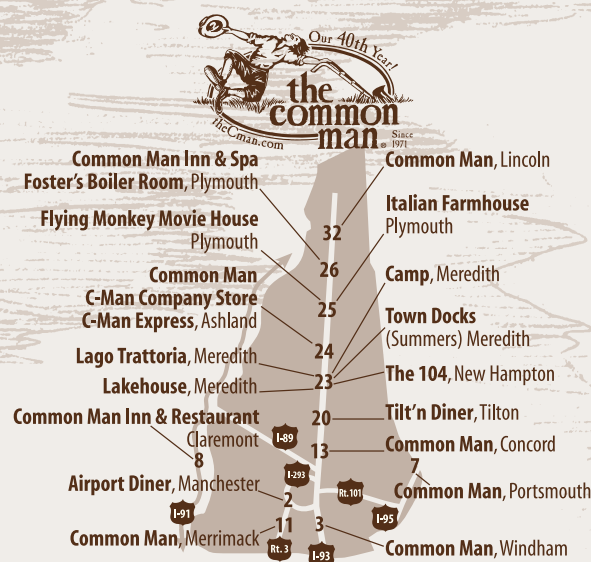 Our 40th Year!
the
common
man®
Since
1971
theCman.com
Common Man Inn & Spa
Foster's Boiler Room, Plymouth
Flying Monkey Movie House
Plymouth
Common Man
C-Man Company Store
C-Man Express, Ashland
Lago Trattoria, Meredith
Lakehouse, Meredith
Common Man Inn & Restaurant
Claremont
Airport Diner, Manchester
Common Man, Merrimack
Common Man, Lincoln
Italian Farmhouse
Plymouth
Camp, Meredith
Town Docks
(Summers) Meredith
The 104, New Hampton
Tilt'n Diner, Tilton
Common Man, Concord
Common Man, Portsmouth
Common Man, Windham
32
26
25
24
23
20
13
8
7
2
11
3
I-89
I-293
Rt. 101
I-91
I-95
Rt. 3
I-93